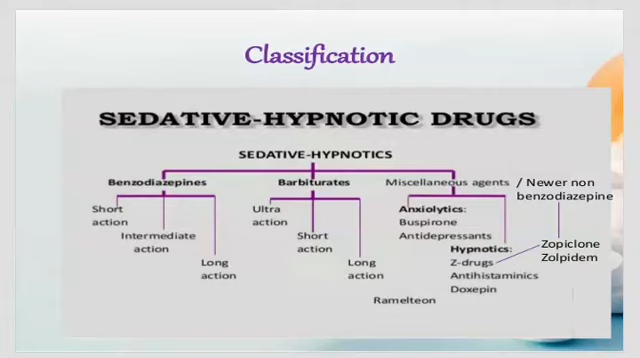 Classification
SEDATIVE-HYPNOTIC DRUGS
SEDATIVE-HYPNOTICS
Benzodiazepines
Short
action
Intermediate
action
Long
action
Barbiturates
Ultra
action
Short
action
Long
action
Miscellaneous agents / Newer non
benzodiazepine
Anxiolytics:
Buspirone
Antidepressants
Hypnotics:
Z-drugs
Antihistaminics
Doxepin
Zopiclone
Zolpidem
Ramelteon